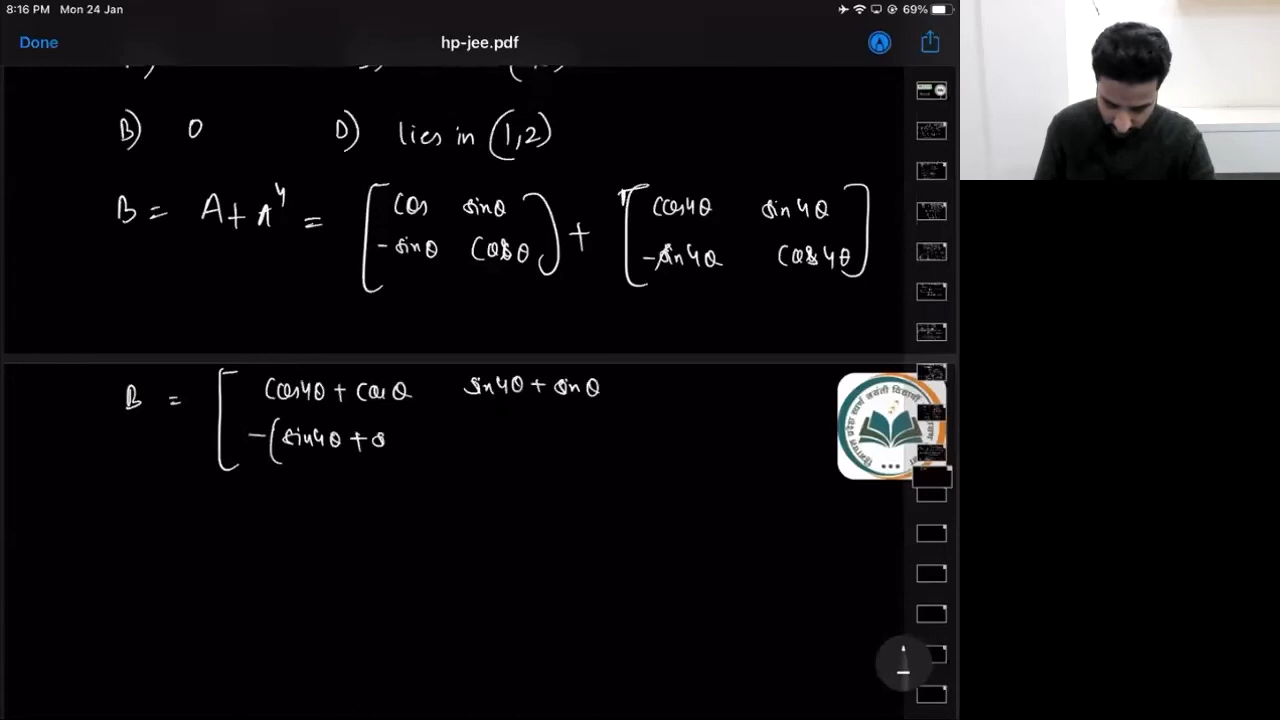 8:16 PM Mon 24 Jan 69%
Done hp-jee.pdf
B) 0 D) lies in (1,2)
B = A + A^4 = [cos sinθ
-sinθ cosθ] + [cos4θ sin4θ
-sin4θ cos4θ]
B = [cos4θ + cosθ sin4θ + sinθ
-(sin4θ + s